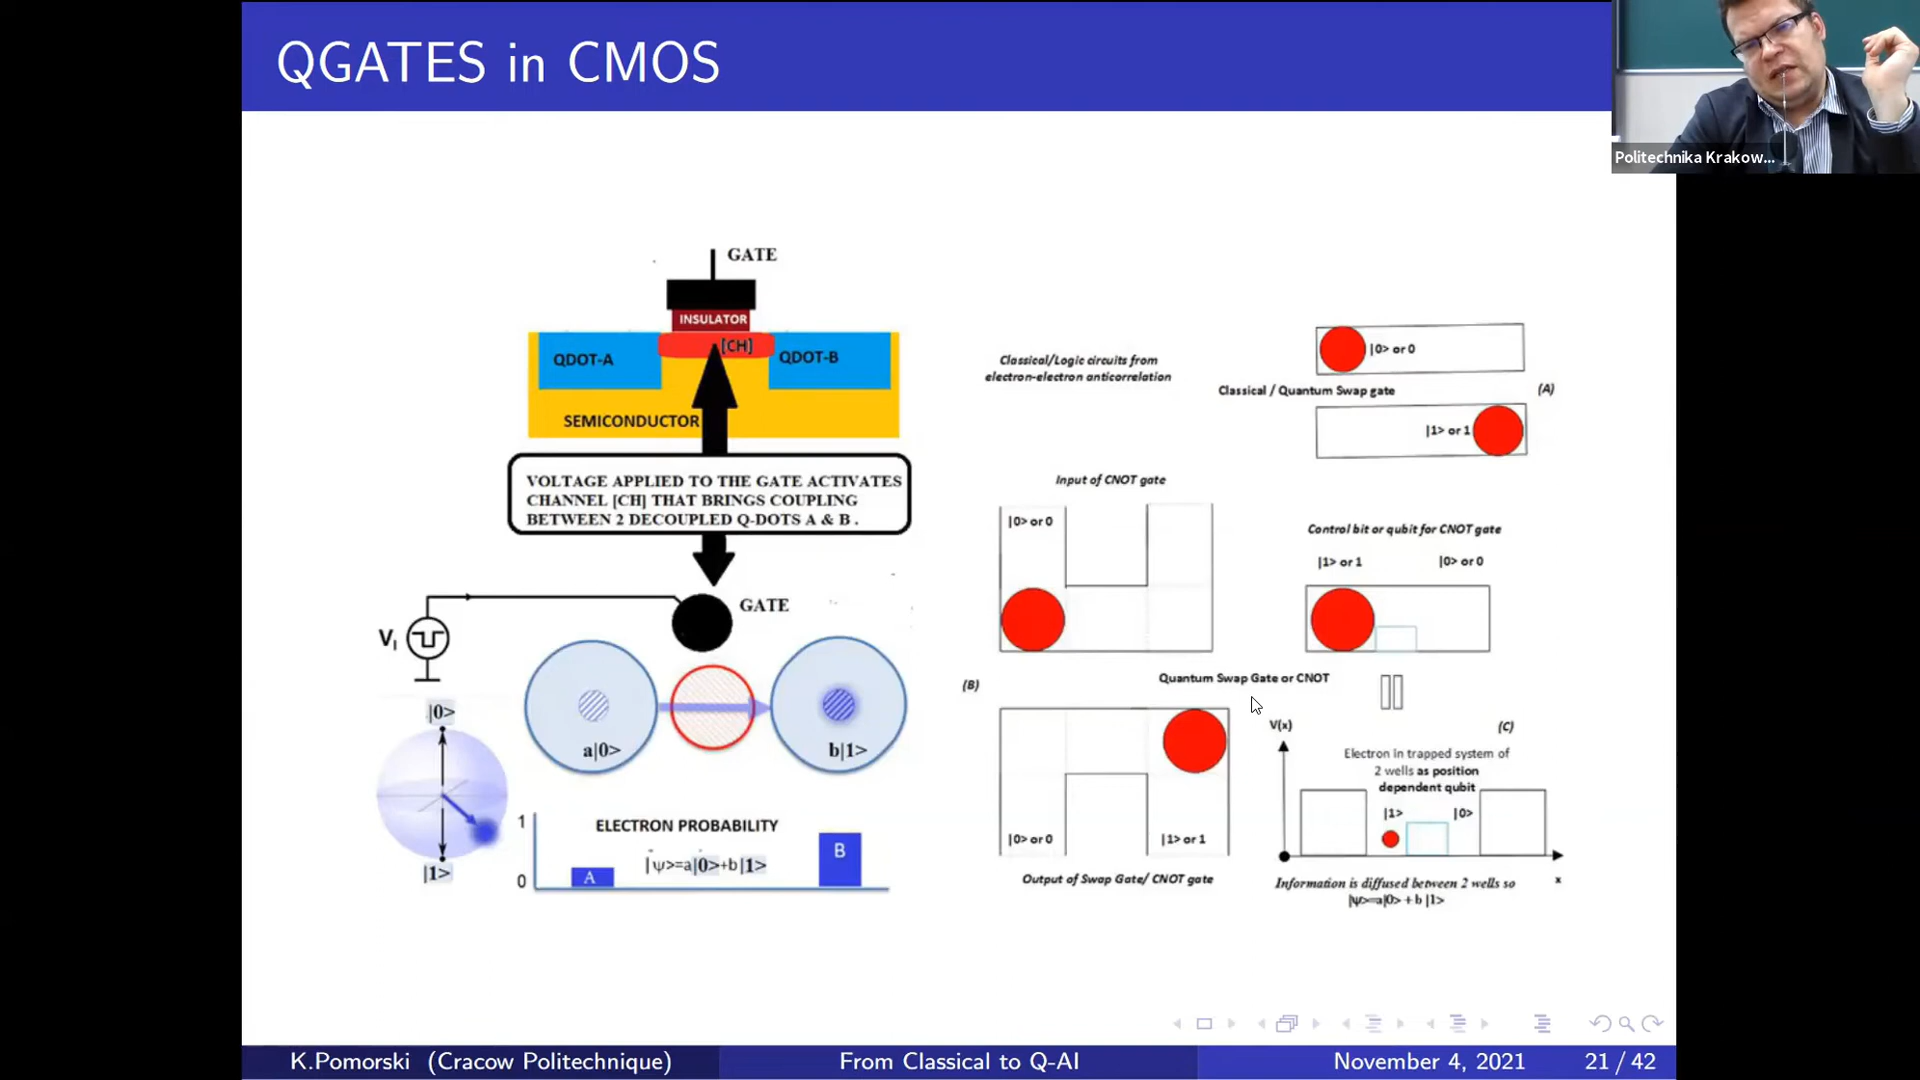 QGATES in CMOS
Politechnika Krakow...
GATE
INSULATOR
[CH]
QDOT-A
QDOT-B
SEMICONDUCTOR
VOLTAGE APPLIED TO THE GATE ACTIVATES
CHANNEL [CH] THAT BRINGS COUPLING
BETWEEN 2 DECOUPLED Q-DOTS A & B .
GATE
V_I
|0>
a|0>
b|1>
|1>
ELECTRON PROBABILITY
|ψ>=a|0>+b|1>
1
0
A
B
Classical/Logic circuits from
electron-electron anticorrelation
|0> or 0
Classical / Quantum Swap gate
(A)
|1> or 1
Input of CNOT gate
|0> or 0
Control bit or qubit for CNOT gate
|1> or 1
|0> or 0
(B)
Quantum Swap Gate or CNOT
|0> or 0
|1> or 1
Output of Swap Gate/ CNOT gate
V(x)
(C)
Electron in trapped system of
2 wells as position
dependent qubit
|1>
|0>
x
Information is diffused between 2 wells so
|ψ>=a|0> + b |1>
K.Pomorski (Cracow Politechnique)
From Classical to Q-AI
November 4, 2021
21 / 42